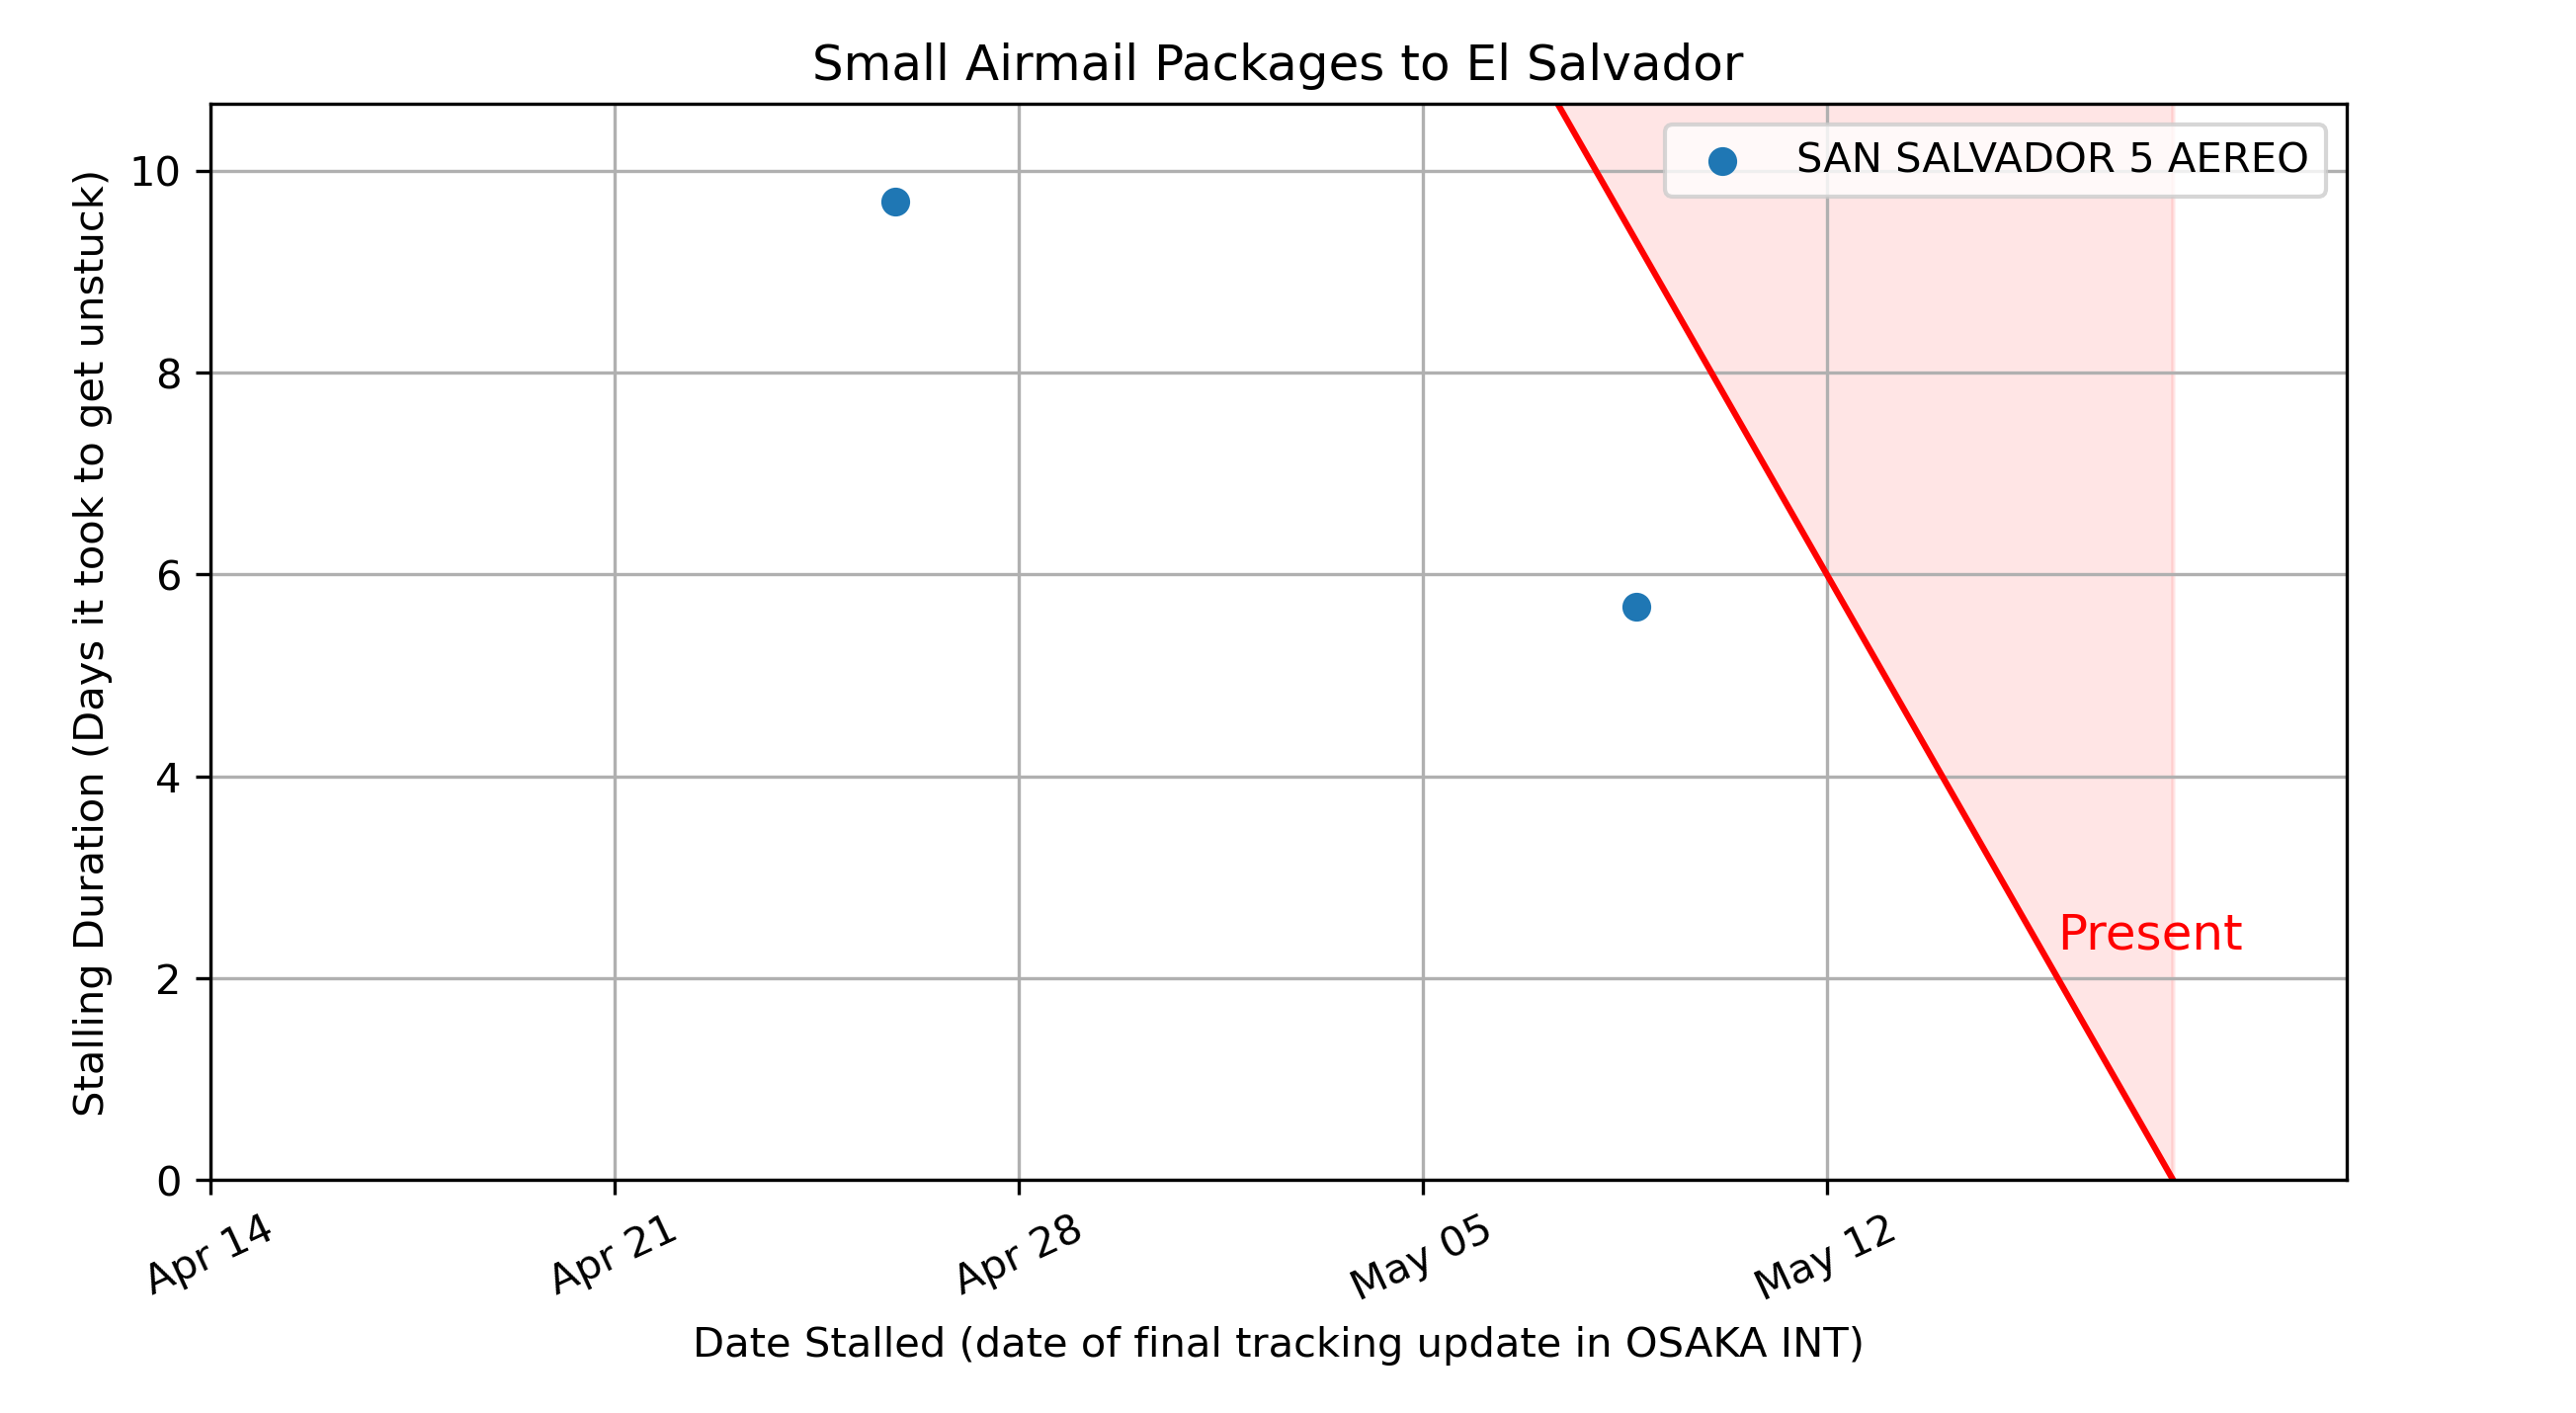 Small Airmail Packages to El Salvador
SAN SALVADOR 5 AEREO
Stalling Duration (Days it took to get unstuck)
10
8
6
4
2
0
Present
Apr 14
Apr 21
Apr 28
May 05
May 12
Date Stalled (date of final tracking update in OSAKA INT)